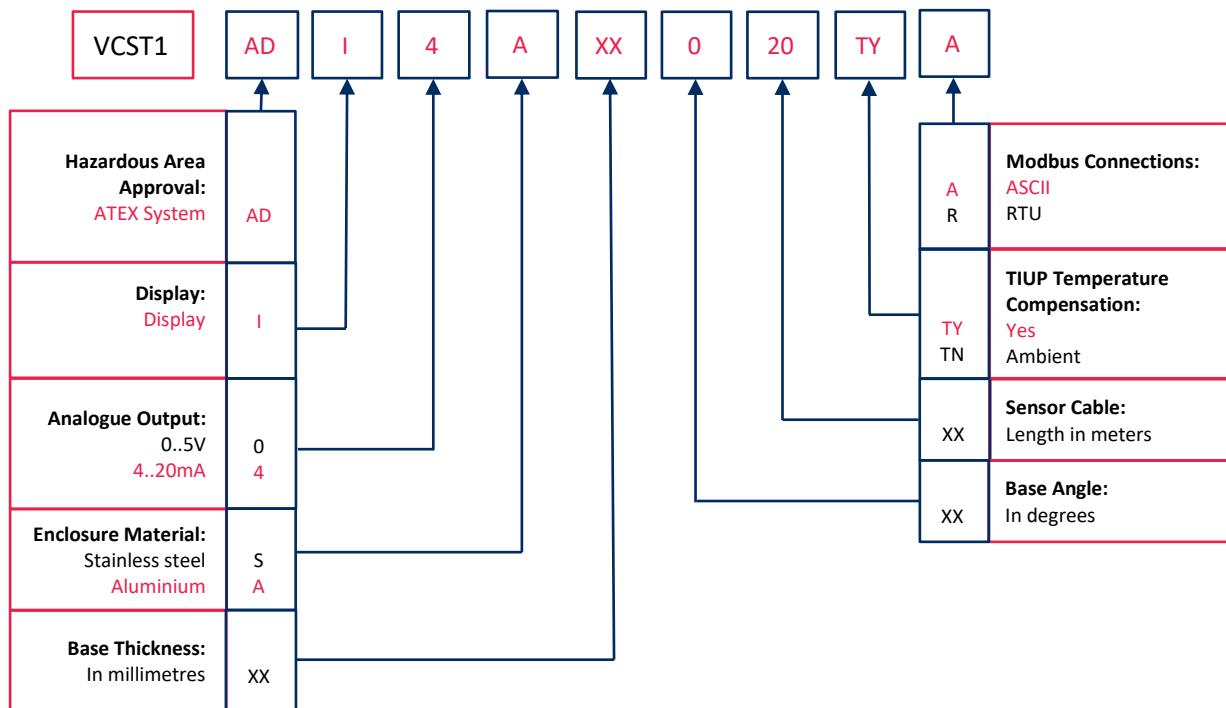 VCST1 AD I 4 A XX 0 20 TY A
Hazardous Area
Approval:
ATEX System AD
Display:
Display I
Analogue Output:
0..5V 0
4..20mA 4
Enclosure Material:
Stainless steel S
Aluminium A
Base Thickness:
In millimetres XX
Modbus Connections:
A ASCII
R RTU
TIUP Temperature
Compensation:
TY Yes
TN Ambient
Sensor Cable:
XX Length in meters
Base Angle:
XX In degrees